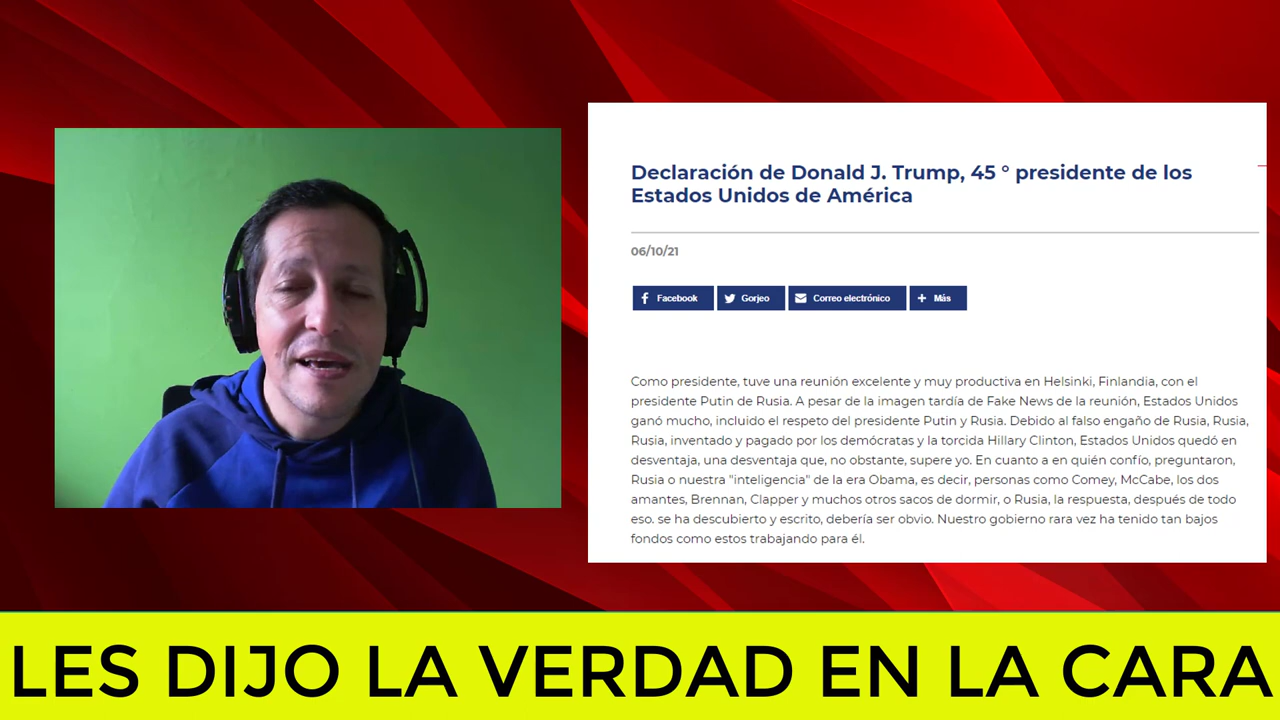 Declaración de Donald J. Trump, 45 ° presidente de los
Estados Unidos de América
06/10/21
Facebook
Gorjeo
Correo electrónico
Más
Como presidente, tuve una reunión excelente y muy productiva en Helsinki, Finlandia, con el
presidente Putin de Rusia. A pesar de la imagen tardía de Fake News de la reunión, Estados Unidos
ganó mucho, incluido el respeto del presidente Putin y Rusia. Debido al falso engaño de Rusia, Rusia,
Rusia, inventado y pagado por los demócratas y la torcida Hillary Clinton, Estados Unidos quedó en
desventaja, una desventaja que, no obstante, supere yo. En cuanto a en quién confío, preguntaron,
Rusia o nuestra "inteligencia" de la era Obama, es decir, personas como Comey, McCabe, los dos
amantes, Brennan, Clapper y muchos otros sacos de dormir, o Rusia, la respuesta, después de todo
eso. se ha descubierto y escrito, debería ser obvio. Nuestro gobierno rara vez ha tenido tan bajos
fondos como estos trabajando para él.
LES DIJO LA VERDAD EN LA CARA